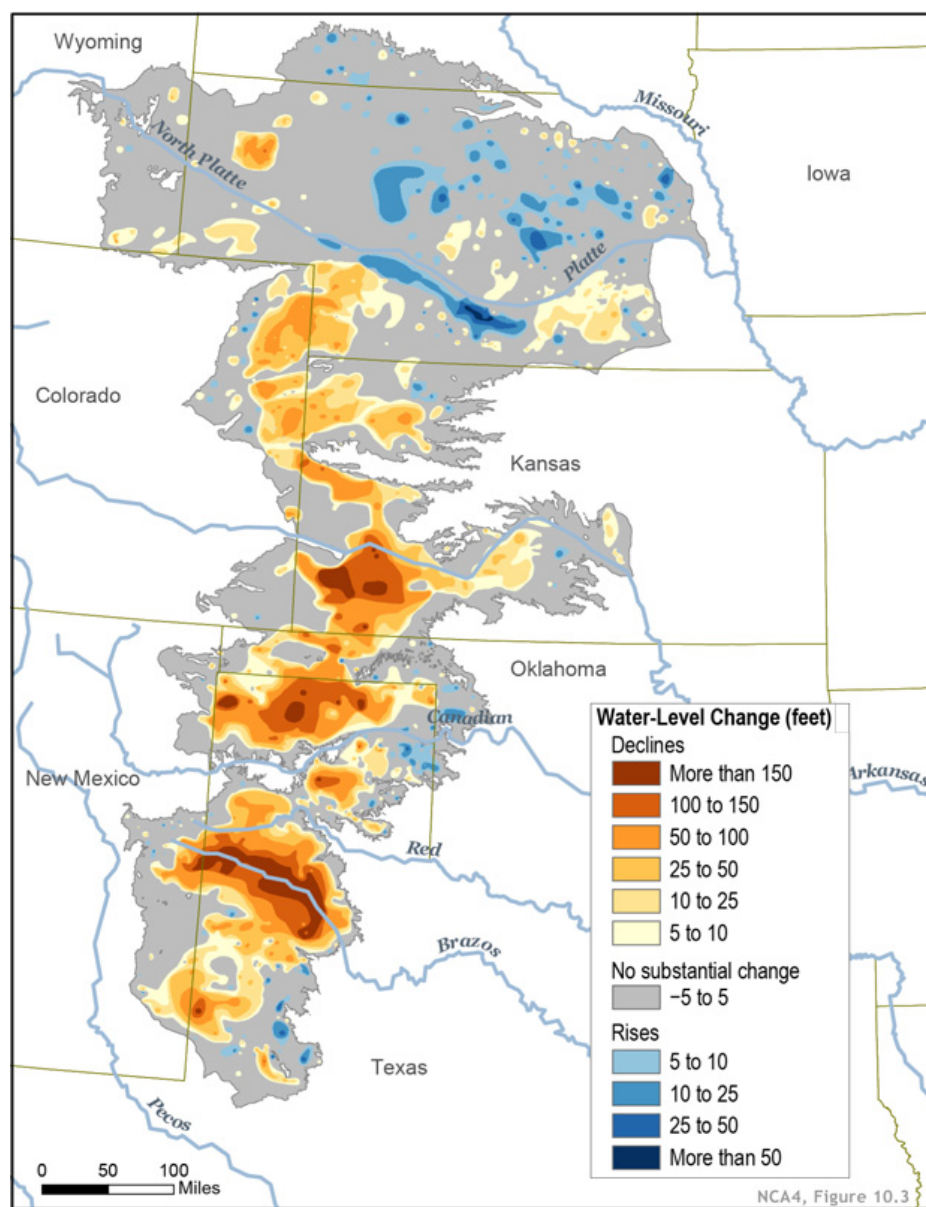 Wyoming
Missouri
Iowa
North Platte
Platte
Colorado
Kansas
Oklahoma
Canadian
New Mexico
Arkansas
Red
Brazos
Texas
Pecos
Water-Level Change (feet)
Declines
More than 150
100 to 150
50 to 100
25 to 50
10 to 25
5 to 10
No substantial change
−5 to 5
Rises
5 to 10
10 to 25
25 to 50
More than 50
0 50 100
Miles
NCA4, Figure 10.3